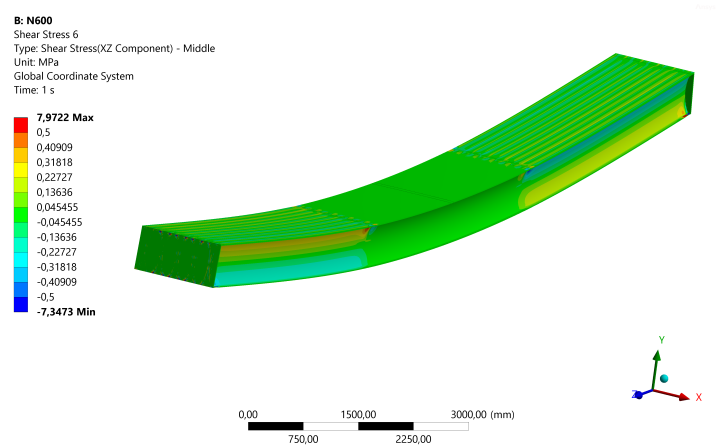 B: N600
Shear Stress 6
Type: Shear Stress(XZ Component) - Middle
Unit: MPa
Global Coordinate System
Time: 1 s
7,9722 Max
0,5
0,40909
0,31818
0,22727
0,13636
0,045455
-0,045455
-0,13636
-0,22727
-0,31818
-0,40909
-0,5
-7,3473 Min
Y
Z
X
0,00 1500,00 3000,00 (mm)
750,00 2250,00